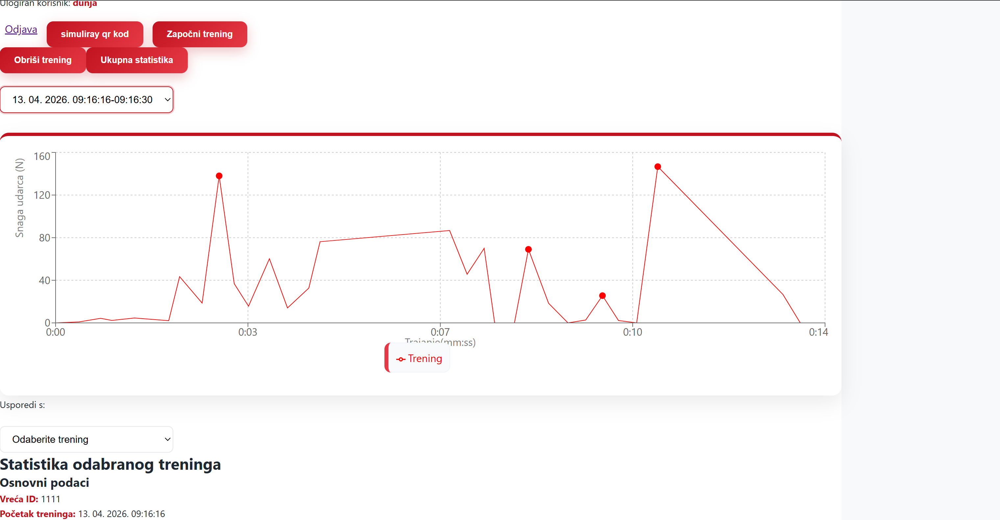 Ulogiran korisnik: dunja
Odjava
simuliray qr kod
Započni trening
Obriši trening
Ukupna statistika
13. 04. 2026. 09:16:16-09:16:30
Snaga udarca (N)
160
120
80
40
0
0:00
0:03
0:07
0:10
0:14
Trajanje(mm:ss)
Trening
Usporedi s:
Odaberite trening
Statistika odabranog treninga
Osnovni podaci
Vreća ID: 1111
Početak treninga: 13. 04. 2026. 09:16:16